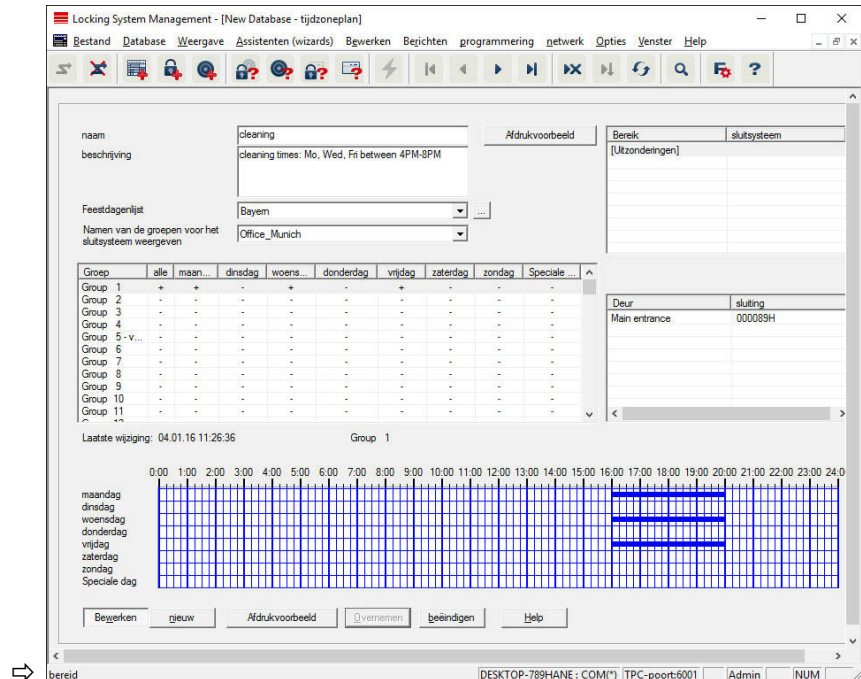 Locking System Management - [New Database - tijdzoneplan]
Bestand Database Weergave Assistenten (wizards) Bewerken Berichten programmering netwerk Opties Venster Help
naam cleaning Afdrukvoorbeeld
beschrijving cleaning times: Mo, Wed, Fri between 4PM-8PM
Feestdagenlijst Bayern ...
Namen van de groepen voor het
sluitsysteem weergeven Office_Munich
Bereik sluitsysteem
[Uitzonderingen]
Groep alle maan... dinsdag woens... donderdag vrijdag zaterdag zondag Speciale ...
Group 1 + + - + - + - - -
Group 2 - - - - - - - - -
Group 3 - - - - - - - - -
Group 4 - - - - - - - - -
Group 5 - v... - - - - - - - - -
Group 6 - - - - - - - - -
Group 7 - - - - - - - - -
Group 8 - - - - - - - - -
Group 9 - - - - - - - - -
Group 10 - - - - - - - - -
Group 11 - - - - - - - - -
Deur sluiting
Main entrance 000089H
Laatste wijziging: 04.01.16 11:26:36 Group 1
0:00 1:00 2:00 3:00 4:00 5:00 6:00 7:00 8:00 9:00 10:00 11:00 12:00 13:00 14:00 15:00 16:00 17:00 18:00 19:00 20:00 21:00 22:00 23:00 24:0
maandag
dinsdag
woensdag
donderdag
vrijdag
zaterdag
zondag
Speciale dag
Bewerken nieuw Afdrukvoorbeeld Overnemen beëindigen Help
⇨ bereid DESKTOP-789HANE : COM(*) TPC-poort:6001 Admin NUM